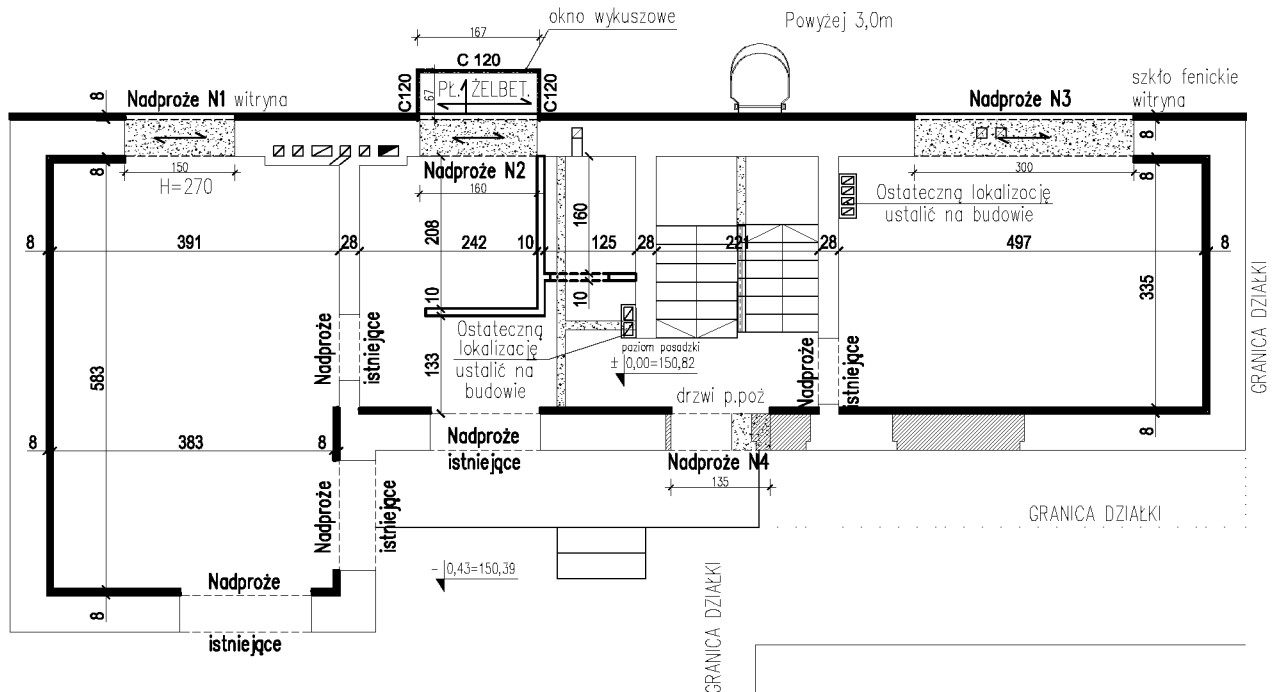 okno wykuszowe
Powyżej 3,0m
167
C 120
C120
67
PŁ. ŻELBET.
C120
szkło fenickie
witryna
8
Nadproże N1 witryna
Nadproże N3
8
8
150
H=270
Nadproże N2
160
300
8
Ostateczną lokalizocję
ustalić na budowie
160
208
8
391
28
242
10
125
28
221
28
497
8
10
10
335
Ostateczną
lokalizację
ustalić na
budowie
paziom pasadzki
± 0,00=150,82
133
Nadproże
istniejące
Nadproże
istniejące
583
drzwi p.poż
GRANICA DZIAŁKI
8
383
8
8
Nadproże
istniejące
Nadproże N4
135
Nadproże
istniejące
GRANICA DZIAŁKI
- 0,43=150,39
Nadproże
8
istniejące
GRANICA DZIAŁKI